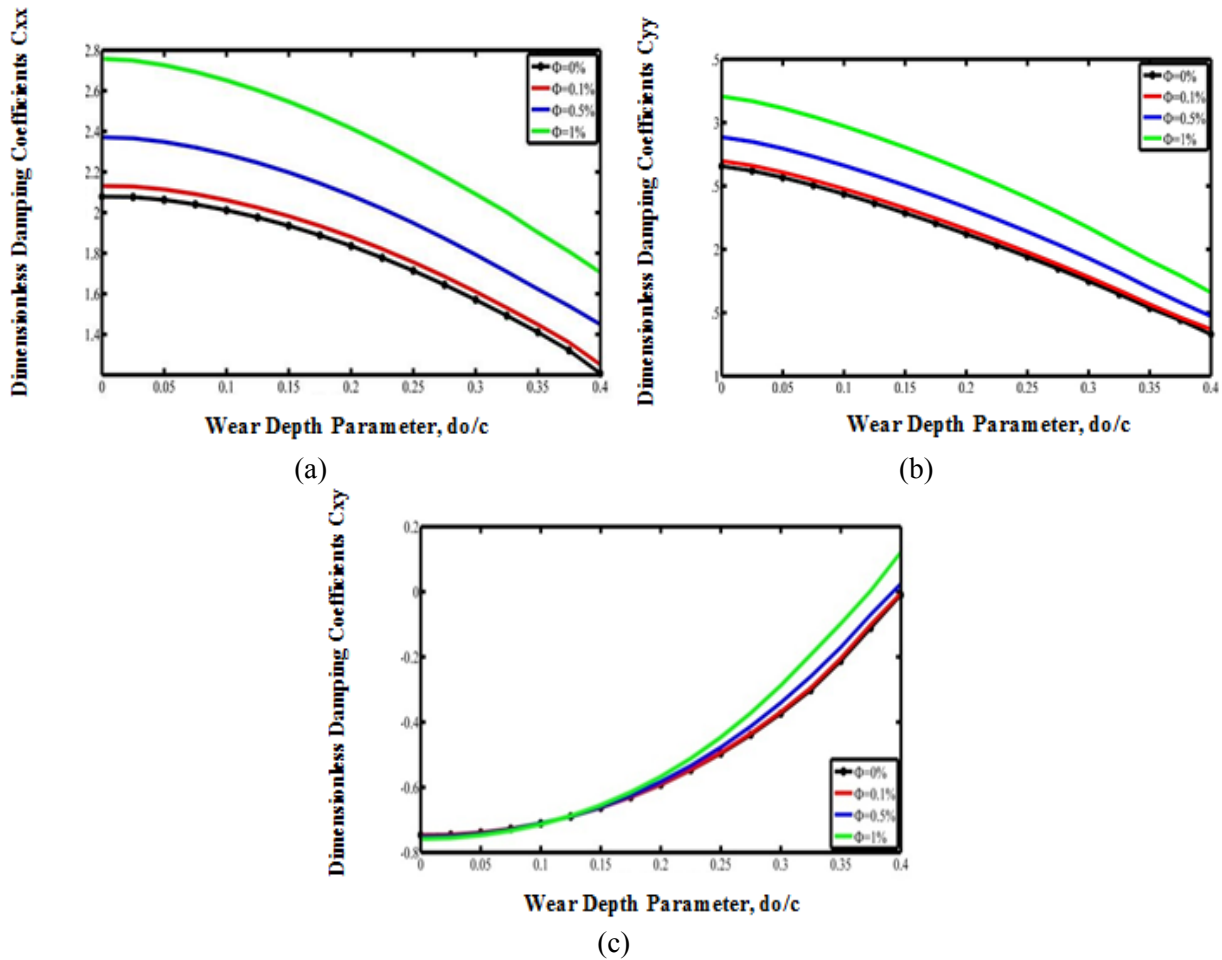 Dimensionless Damping Coefficients Cxx
2.8
2.6
2.4
2.2
2
1.8
1.6
1.4
0 0.05 0.1 0.15 0.2 0.25 0.3 0.35 0.4
Φ=0%
Φ=0.1%
Φ=0.5%
Φ=1%
Wear Depth Parameter, do/c
(a)
Dimensionless Damping Coefficients Cyy
.5
3
.5
2
.5
1
0 0.05 0.1 0.15 0.2 0.25 0.3 0.35 0.4
Φ=0%
Φ=0.1%
Φ=0.5%
Φ=1%
Wear Depth Parameter, do/c
(b)
Dimensionless Damping Coefficients Cxy
0.2
0
-0.2
-0.4
-0.6
-0.8
0 0.05 0.1 0.15 0.2 0.25 0.3 0.35 0.4
Φ=0%
Φ=0.1%
Φ=0.5%
Φ=1%
Wear Depth Parameter, do/c
(c)